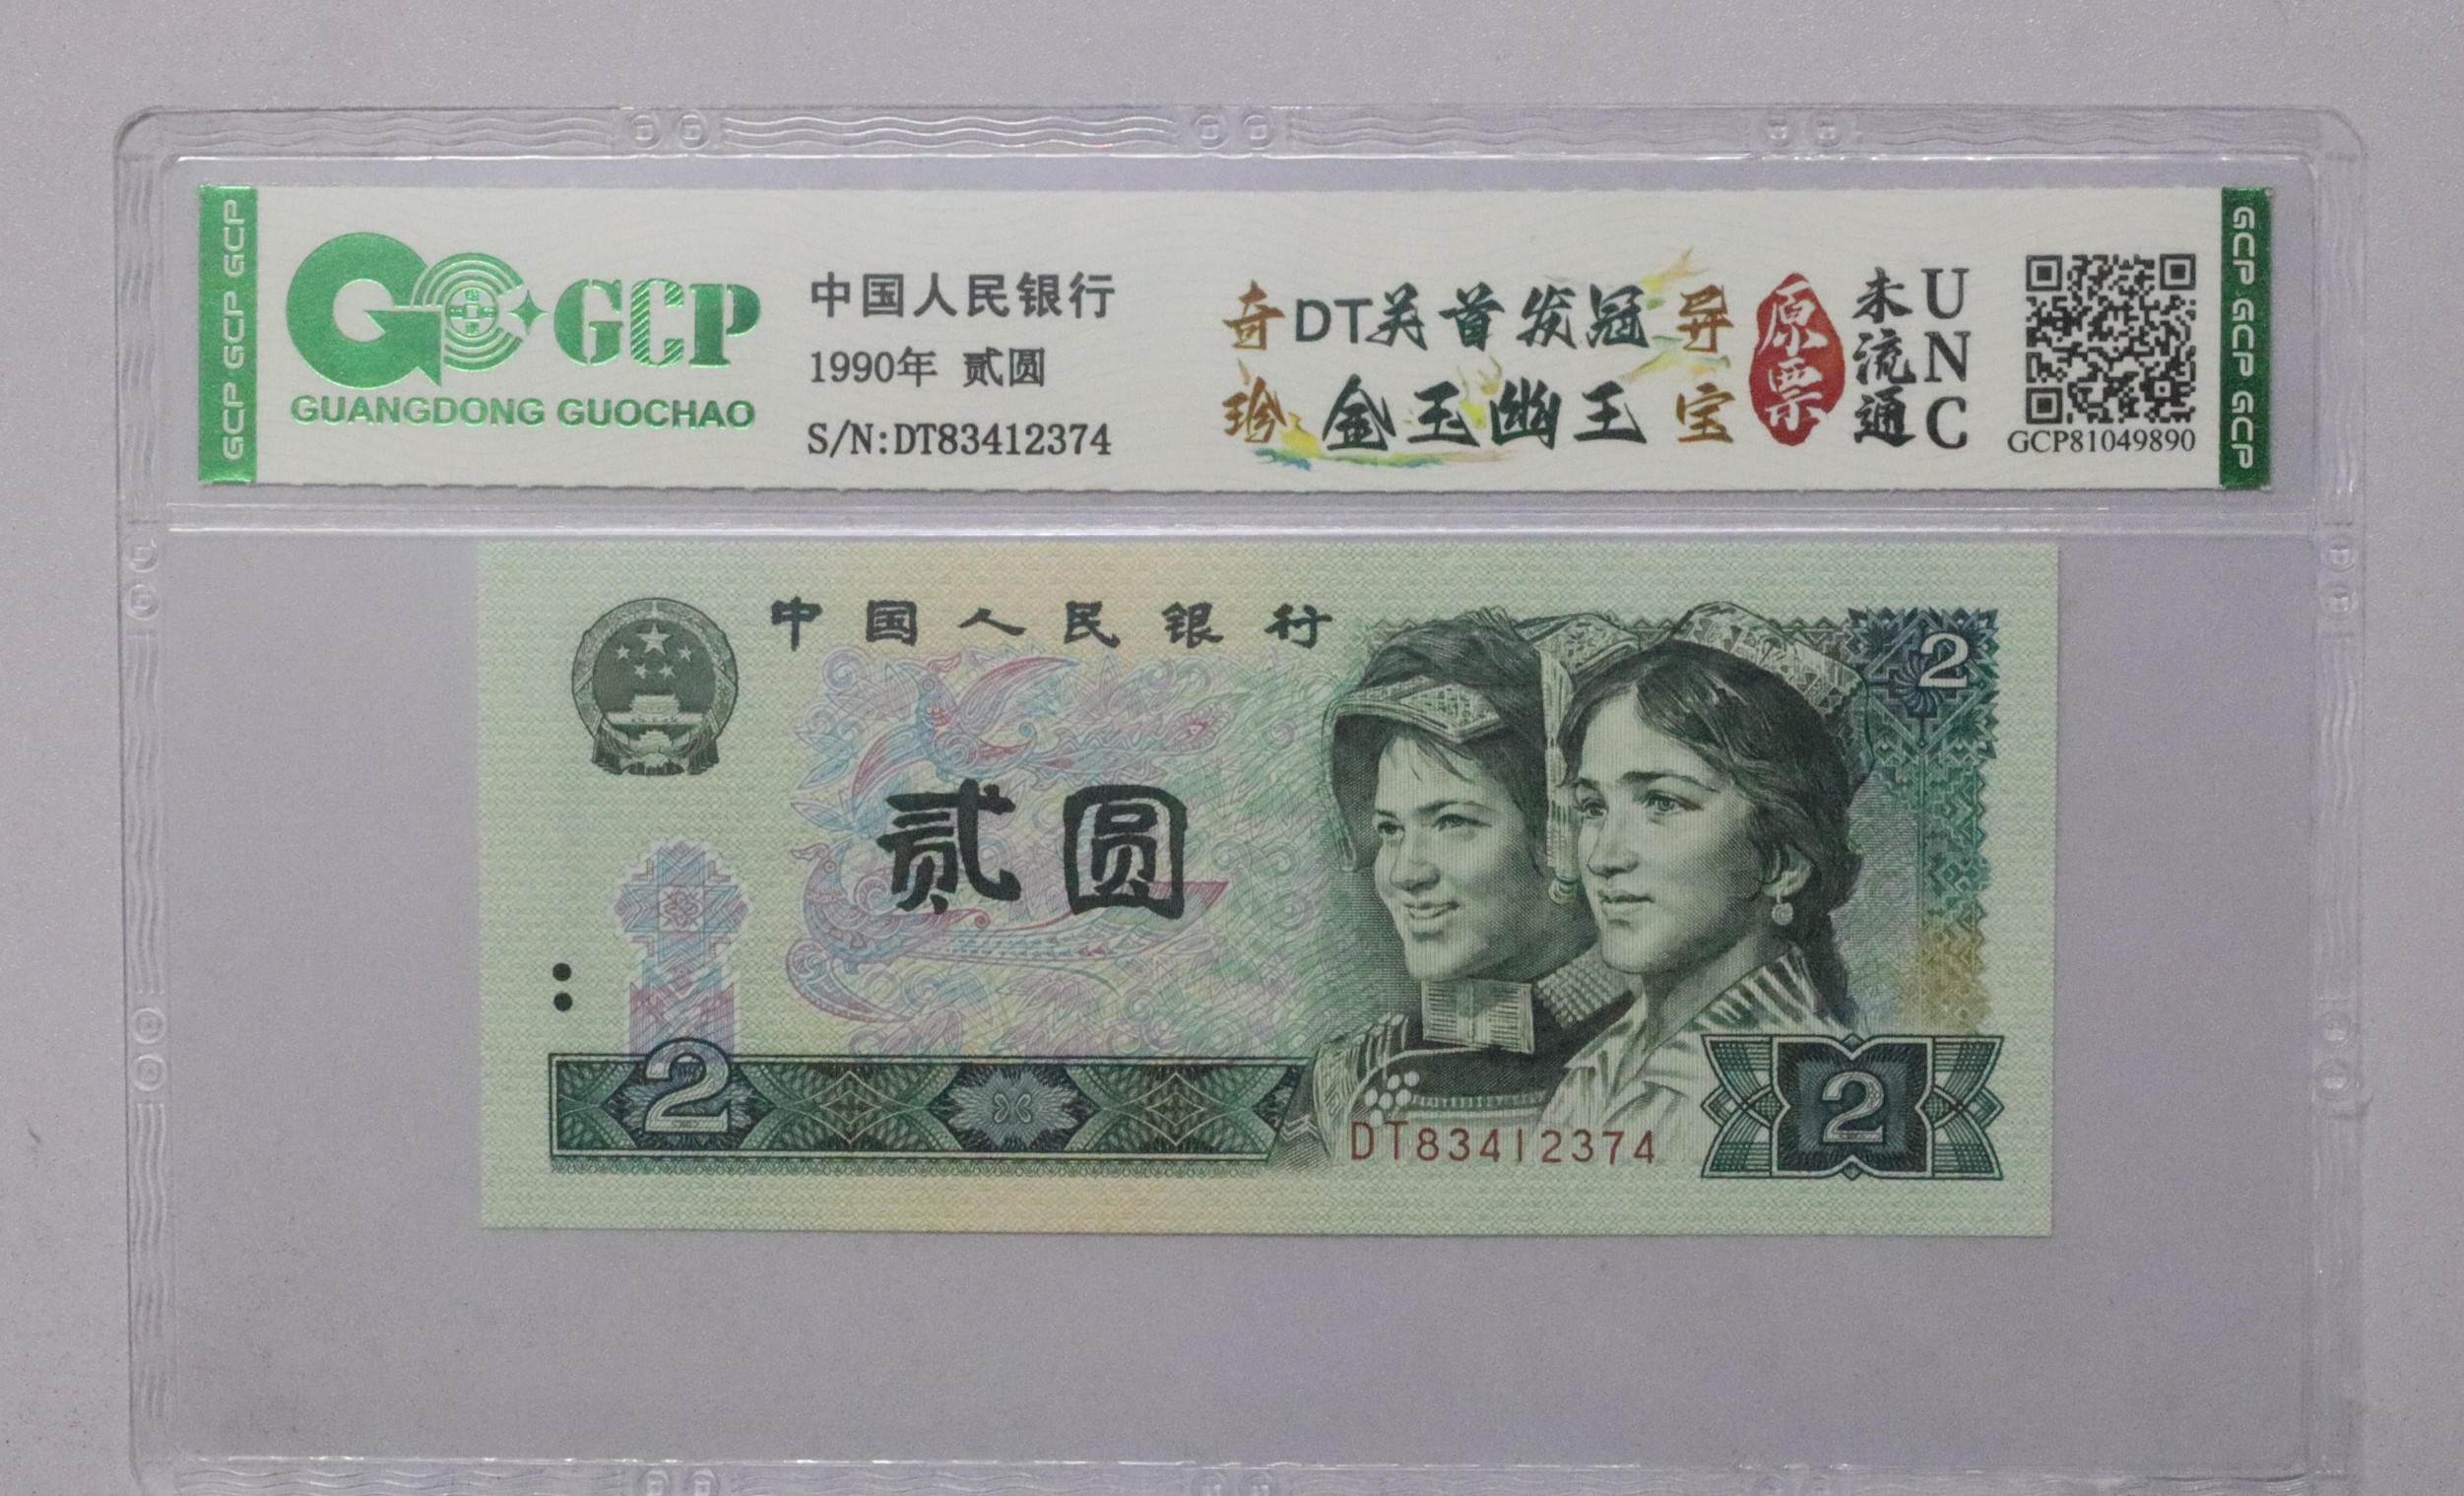 GCP GCP GCP
GCP
GUANGDONG GUOCHAO
中国人民银行
1990年 贰圆
S/N:DT83412374
奇珍
DT关首发冠
金玉幽王
异宝
原票
未流通
UNC
GCP81049890
GCP GCP GCP
中国人民银行
2
贰圆
2
DT83412374
2